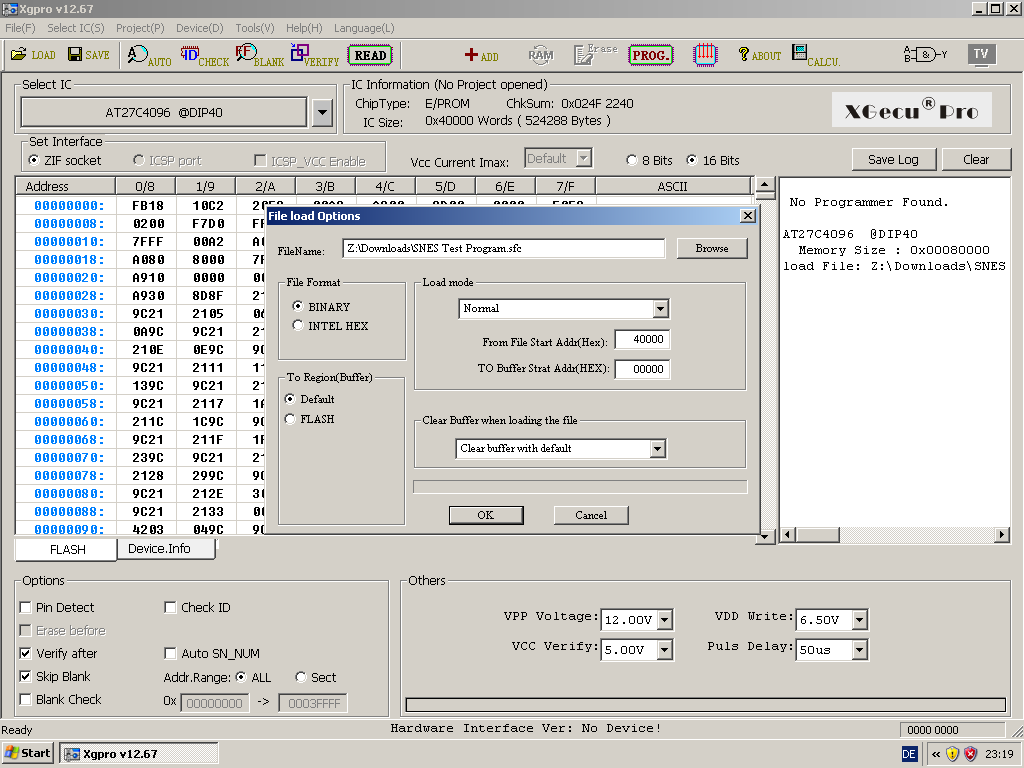 Xgpro v12.67
File(F) Select IC(S) Project(P) Device(D) Tools(V) Help(H) Language(L)
LOAD SAVE AUTO CHECK BLANK VERIFY READ ADD RAM Erase PROG. ABOUT CALCU. TV
Select IC
AT27C4096 @DIP40
IC Information (No Project opened)
ChipType: E/PROM ChkSum: 0x024F 2240
IC Size: 0x40000 Words ( 524288 Bytes )
XGecu® Pro
Set Interface
ZIF socket ICSP port ICSP_VCC Enable
Vcc Current Imax: Default 8 Bits 16 Bits
Save Log Clear
Address 0/8 1/9 2/A 3/B 4/C 5/D 6/E 7/F ASCII
00000000: FB18 10C2
00000008: 0200 F7D0
00000010: 7FFF 00A2
00000018: A080 8000
00000020: A910 0000
00000028: A930 8D8F
00000030: 9C21 2105
00000038: 0A9C 9C21
00000040: 210E 0E9C
00000048: 9C21 2111
00000050: 139C 9C21
00000058: 9C21 2117
00000060: 211C 1C9C
00000068: 9C21 211F
00000070: 239C 9C21
00000078: 2128 299C
00000080: 9C21 212E
00000088: 9C21 2133
00000090: 4203 049C
FLASH Device.Info
No Programmer Found.
AT27C4096 @DIP40
Memory Size : 0x00080000
load File: Z:\Downloads\SNES
File load Options
FileName: Z:\Downloads\SNES Test Program.sfc Browse
File Format
BINARY
INTEL HEX
To Region(Buffer)
Default
FLASH
Load mode
Normal
From File Start Addr(Hex): 40000
TO Buffer Strat Addr(HEX): 00000
Clear Buffer when loading the file
Clear buffer with default
OK Cancel
Options
Pin Detect Check ID
Erase before
Verify after Auto SN_NUM
Skip Blank Addr.Range: ALL Sect
Blank Check 0x 00000000 -> 0003FFFF
Others
VPP Voltage: 12.00V VDD Write: 6.50V
VCC Verify: 5.00V Puls Delay: 50us
Ready Hardware Interface Ver: No Device! 0000 0000
Start Xgpro v12.67 DE « 23:19